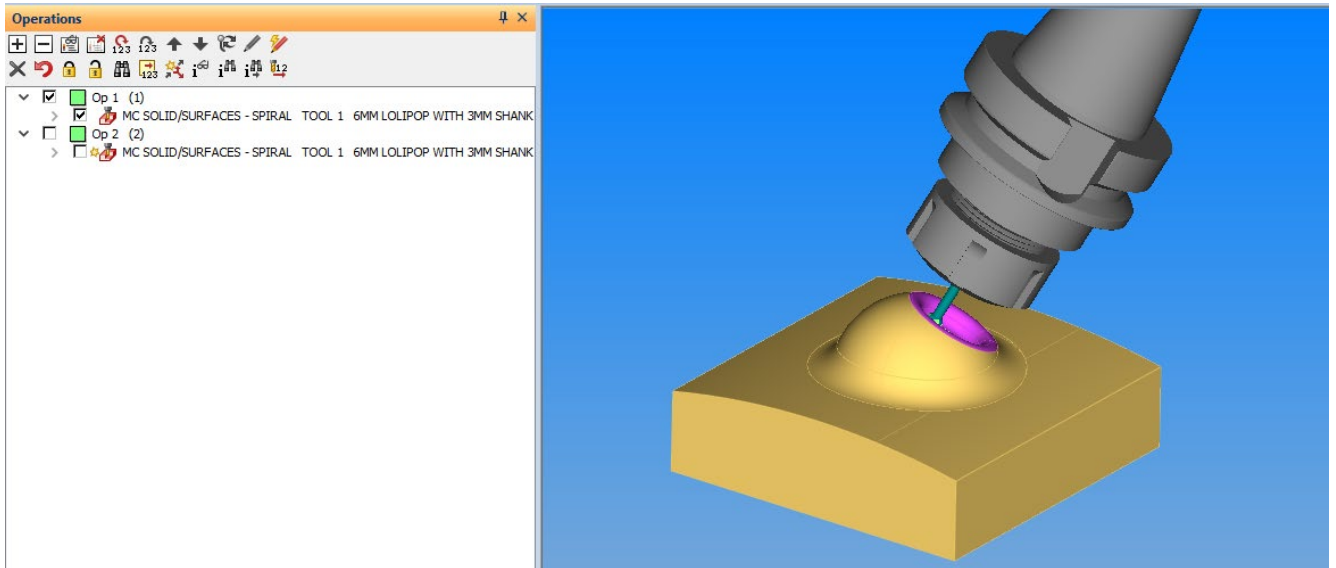 Operations
Op 1 (1)
MC SOLID/SURFACES - SPIRAL TOOL 1 6MM LOLIPOP WITH 3MM SHANK
Op 2 (2)
MC SOLID/SURFACES - SPIRAL TOOL 1 6MM LOLIPOP WITH 3MM SHANK